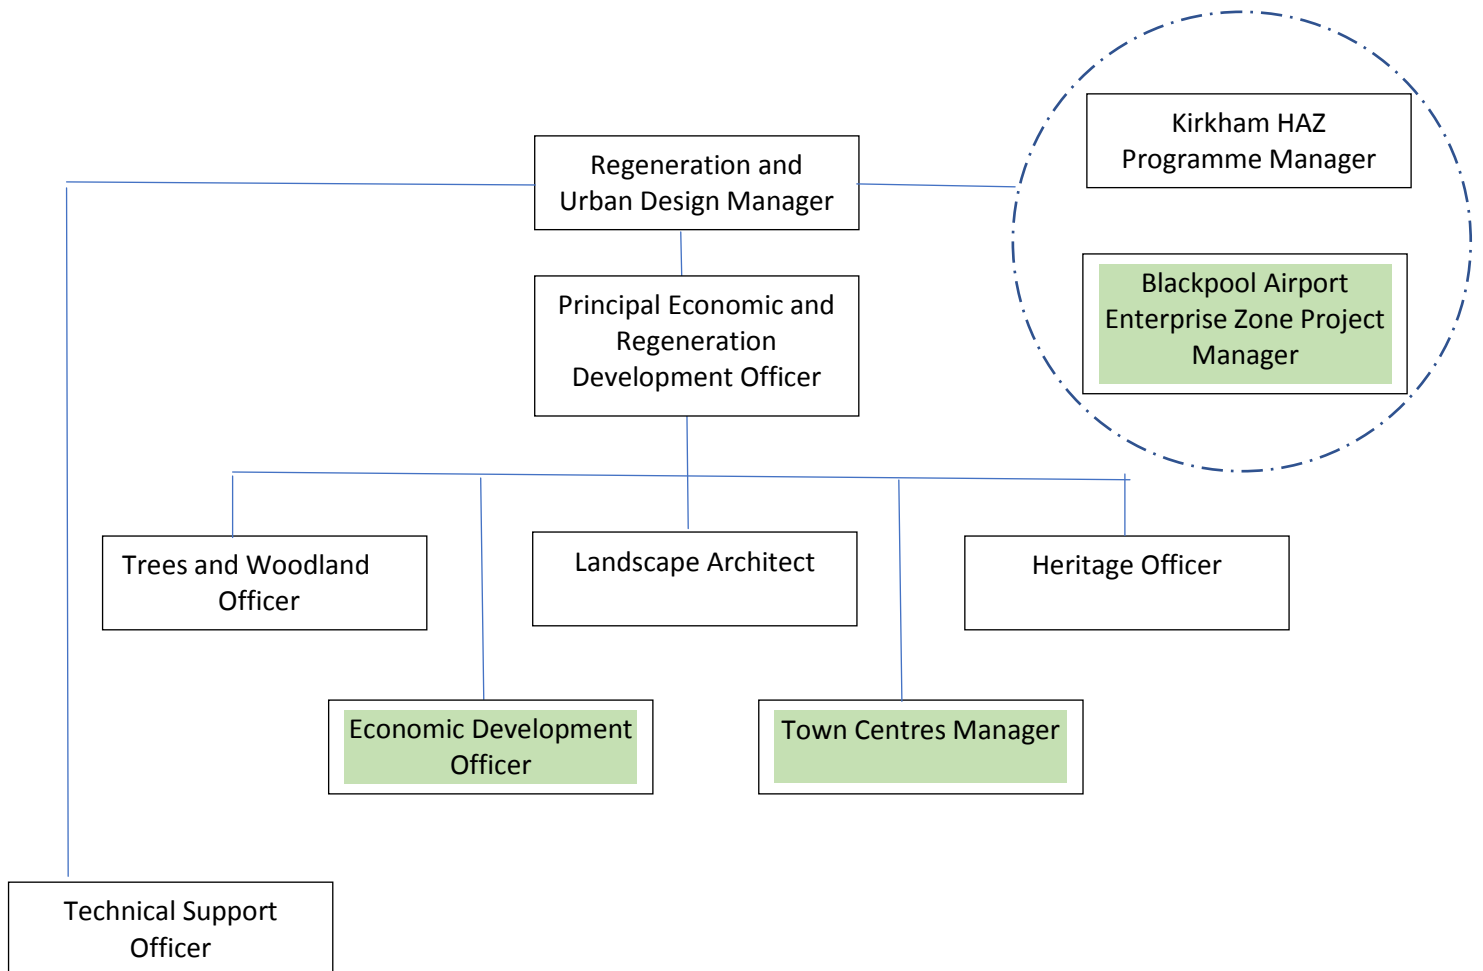 Kirkham HAZ
Programme Manager
Regeneration and
Urban Design Manager
Blackpool Airport
Enterprise Zone Project
Manager
Principal Economic and
Regeneration
Development Officer
Trees and Woodland
Officer
Landscape Architect
Heritage Officer
Economic Development
Officer
Town Centres Manager
Technical Support
Officer